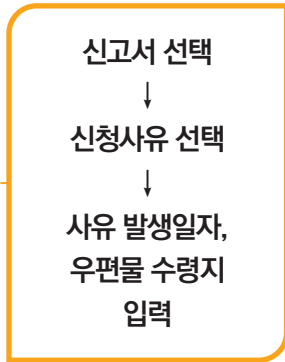 신고서 선택
↓
신청사유 선택
↓
사유 발생일자,
우편물 수령지
입력